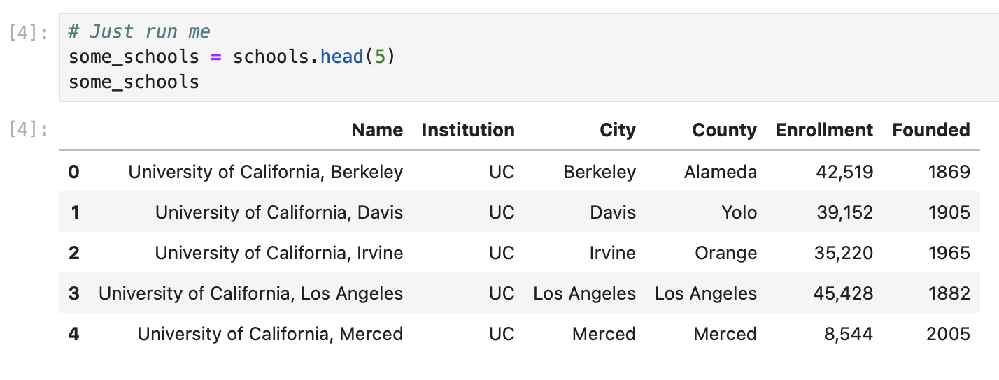 [4]: # Just run me
some_schools = schools.head(5)
some_schools
[4]: Name Institution City County Enrollment Founded
0 University of California, Berkeley UC Berkeley Alameda 42,519 1869
1 University of California, Davis UC Davis Yolo 39,152 1905
2 University of California, Irvine UC Irvine Orange 35,220 1965
3 University of California, Los Angeles UC Los Angeles Los Angeles 45,428 1882
4 University of California, Merced UC Merced Merced 8,544 2005